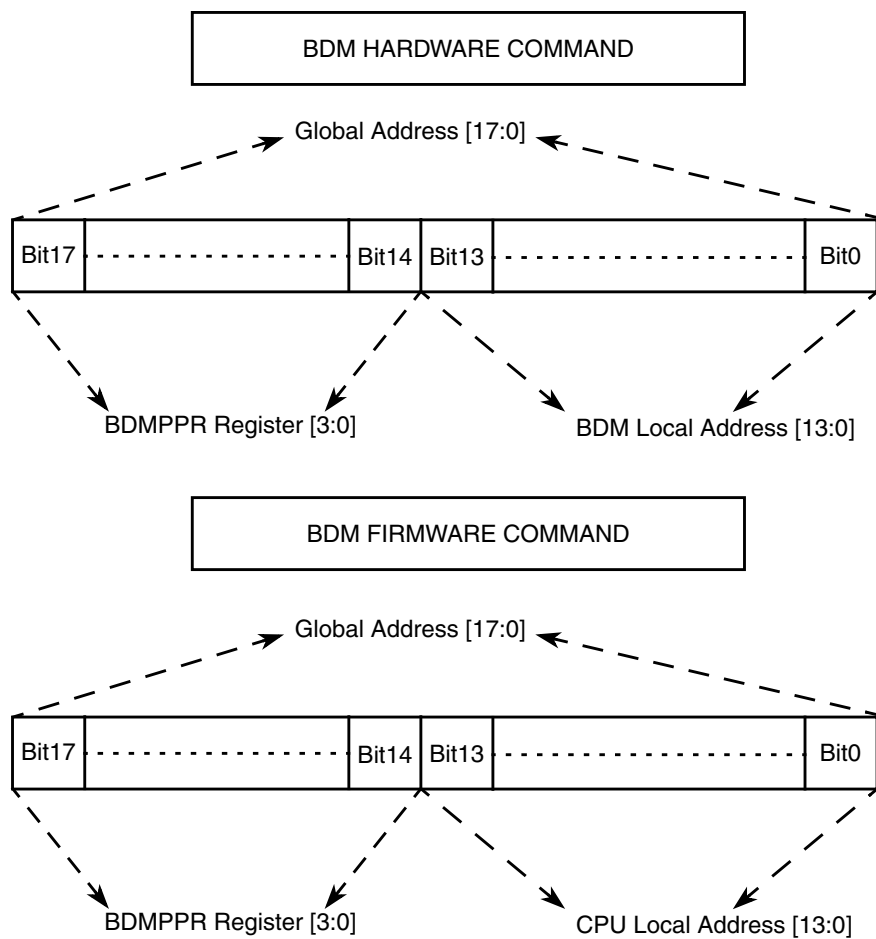 BDM HARDWARE COMMAND
Global Address [17:0]
Bit17
Bit14
Bit13
Bit0
BDMPPR Register [3:0]
BDM Local Address [13:0]
BDM FIRMWARE COMMAND
Global Address [17:0]
Bit17
Bit14
Bit13
Bit0
BDMPPR Register [3:0]
CPU Local Address [13:0]